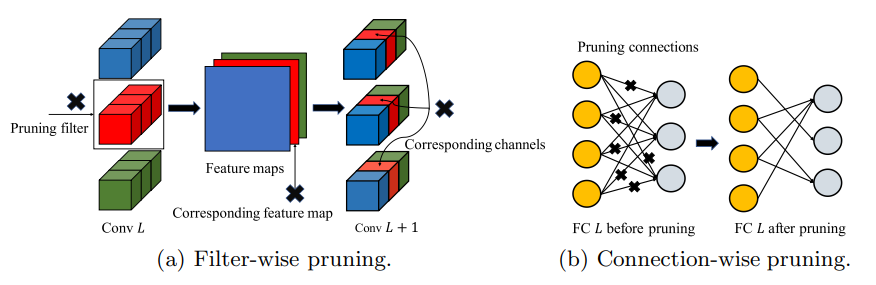 Pruning filter
Conv L
Feature maps
Corresponding feature map
Corresponding channels
Conv L + 1
(a) Filter-wise pruning.
Pruning connections
FC L before pruning
FC L after pruning
(b) Connection-wise pruning.